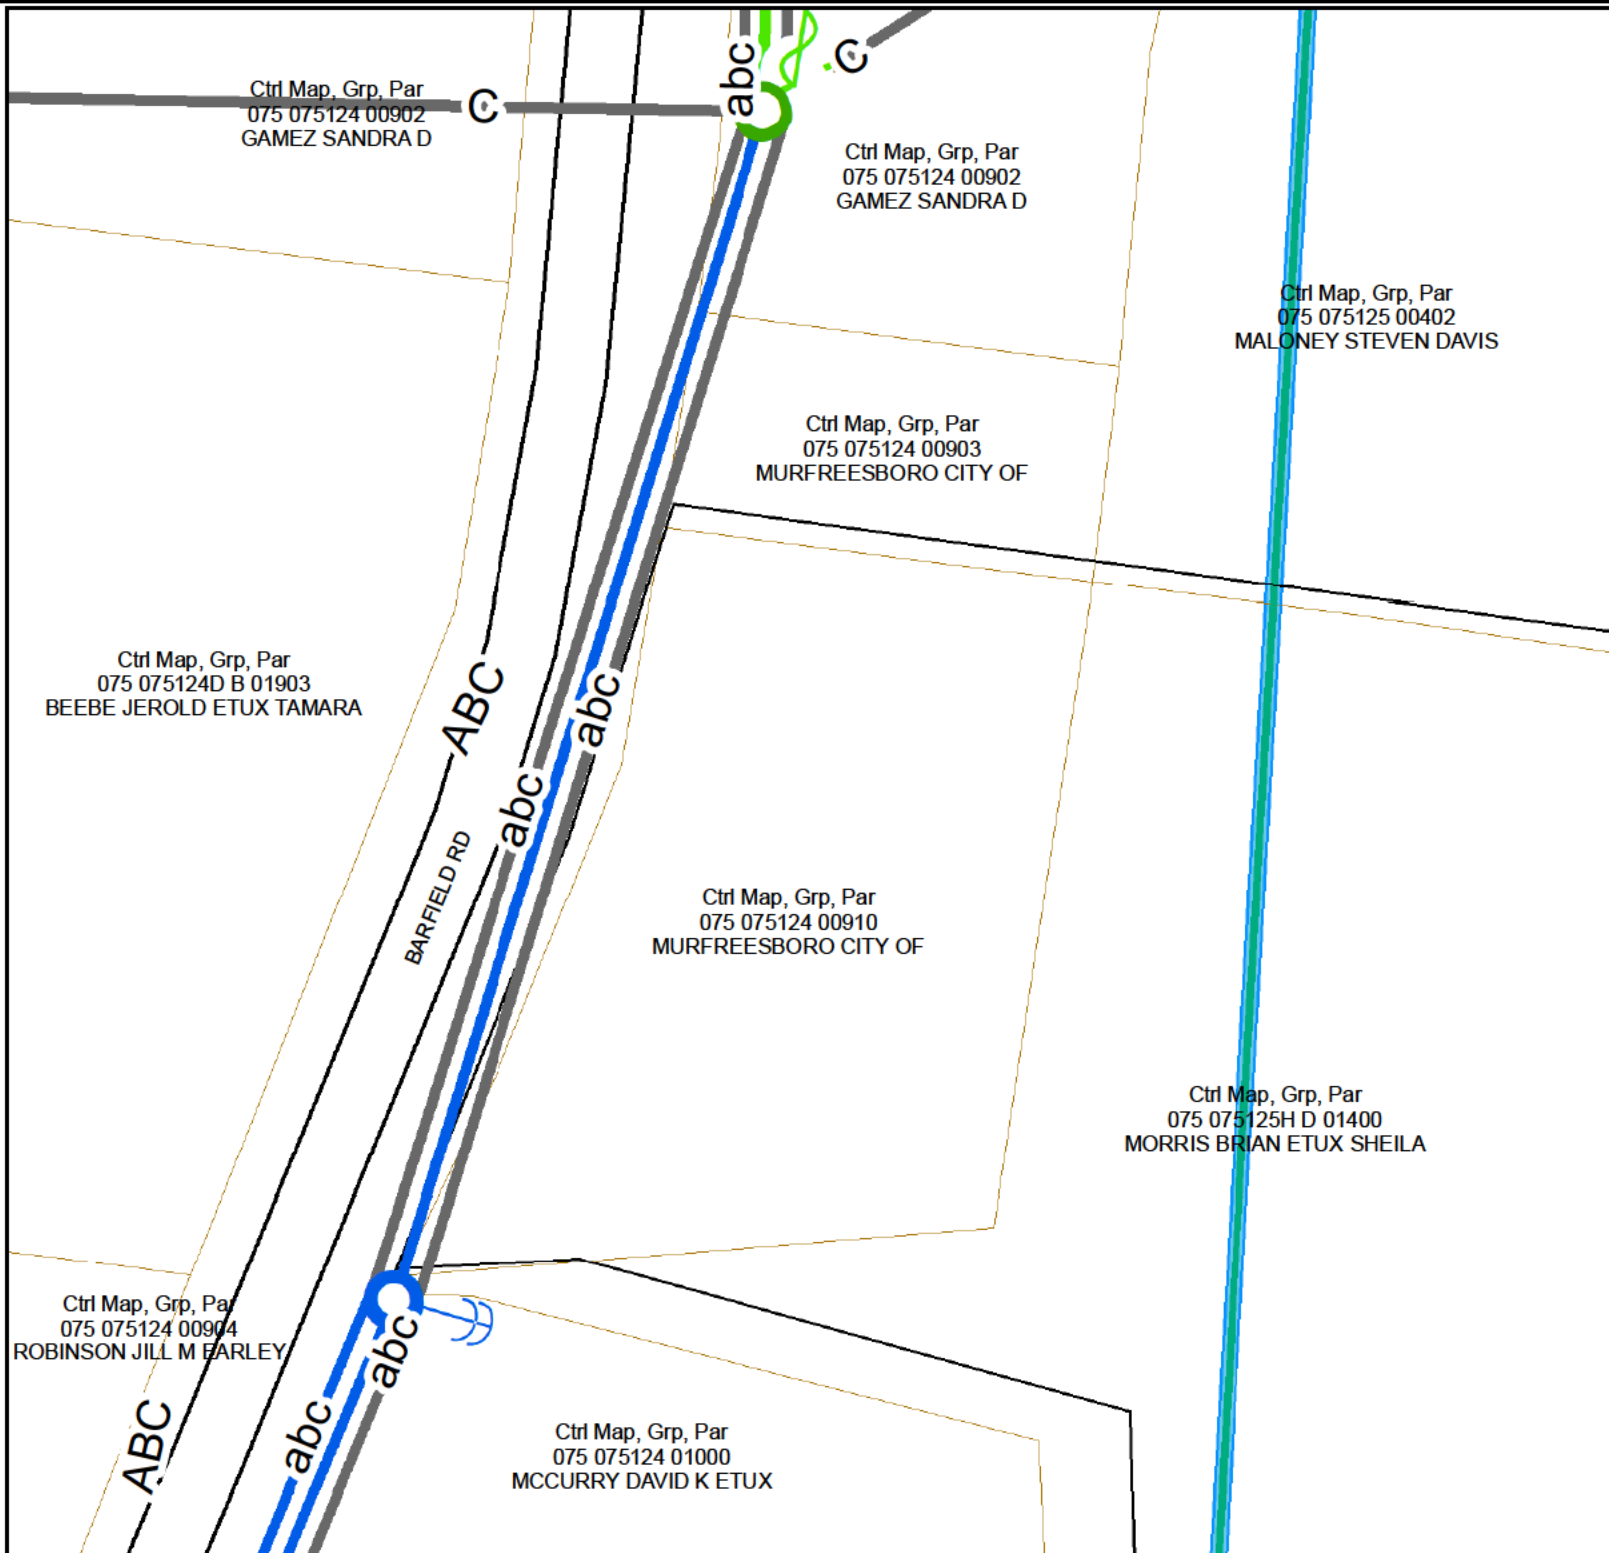 abc
C
C
Ctrl Map, Grp, Par
075 075124 00902
GAMEZ SANDRA D
Ctrl Map, Grp, Par
075 075124 00902
GAMEZ SANDRA D
Ctrl Map, Grp, Par
075 075125 00402
MALONEY STEVEN DAVIS
Ctrl Map, Grp, Par
075 075124 00903
MURFREESBORO CITY OF
Ctrl Map, Grp, Par
075 075124D B 01903
BEEBE JEROLD ETUX TAMARA
ABC
abc
abc
BARFIELD RD
Ctrl Map, Grp, Par
075 075124 00910
MURFREESBORO CITY OF
Ctrl Map, Grp, Par
075 075125H D 01400
MORRIS BRIAN ETUX SHEILA
Ctrl Map, Grp, Par
075 075124 00904
ROBINSON JILL M EARLEY
abc
abc
ABC
Ctrl Map, Grp, Par
075 075124 01000
MCCURRY DAVID K ETUX